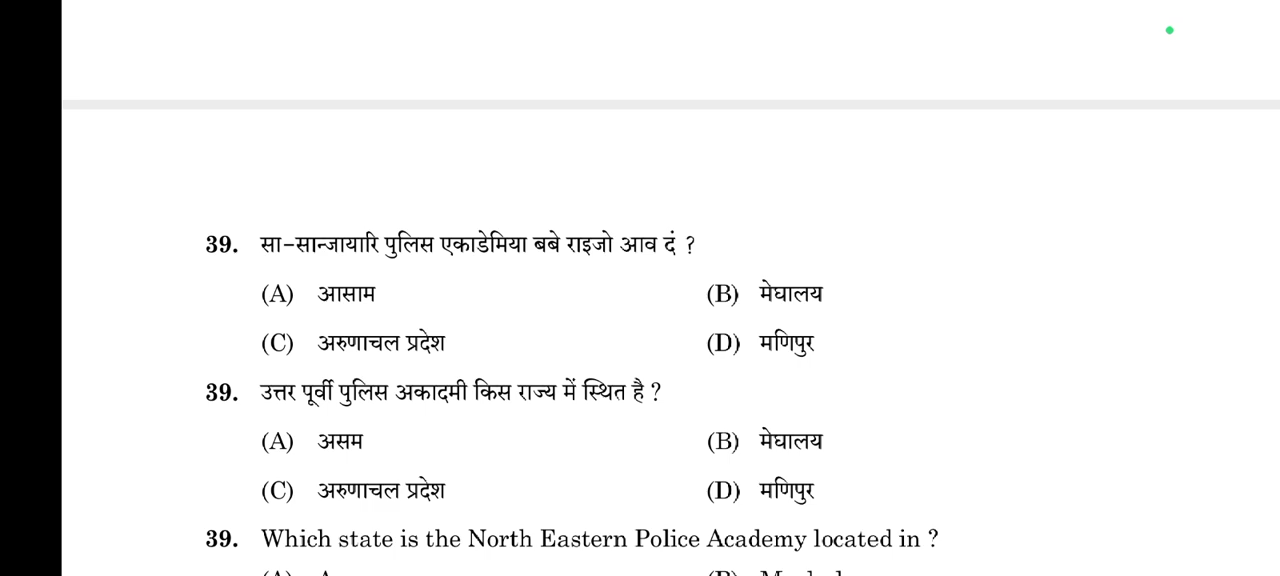 39. सा-सान्जायारि पुलिस एकाडेमिया बबे राइजो आव दं ?
(A) आसाम (B) मेघालय
(C) अरुणाचल प्रदेश (D) मणिपुर
39. उत्तर पूर्वी पुलिस अकादमी किस राज्य में स्थित है ?
(A) असम (B) मेघालय
(C) अरुणाचल प्रदेश (D) मणिपुर
39. Which state is the North Eastern Police Academy located in ?